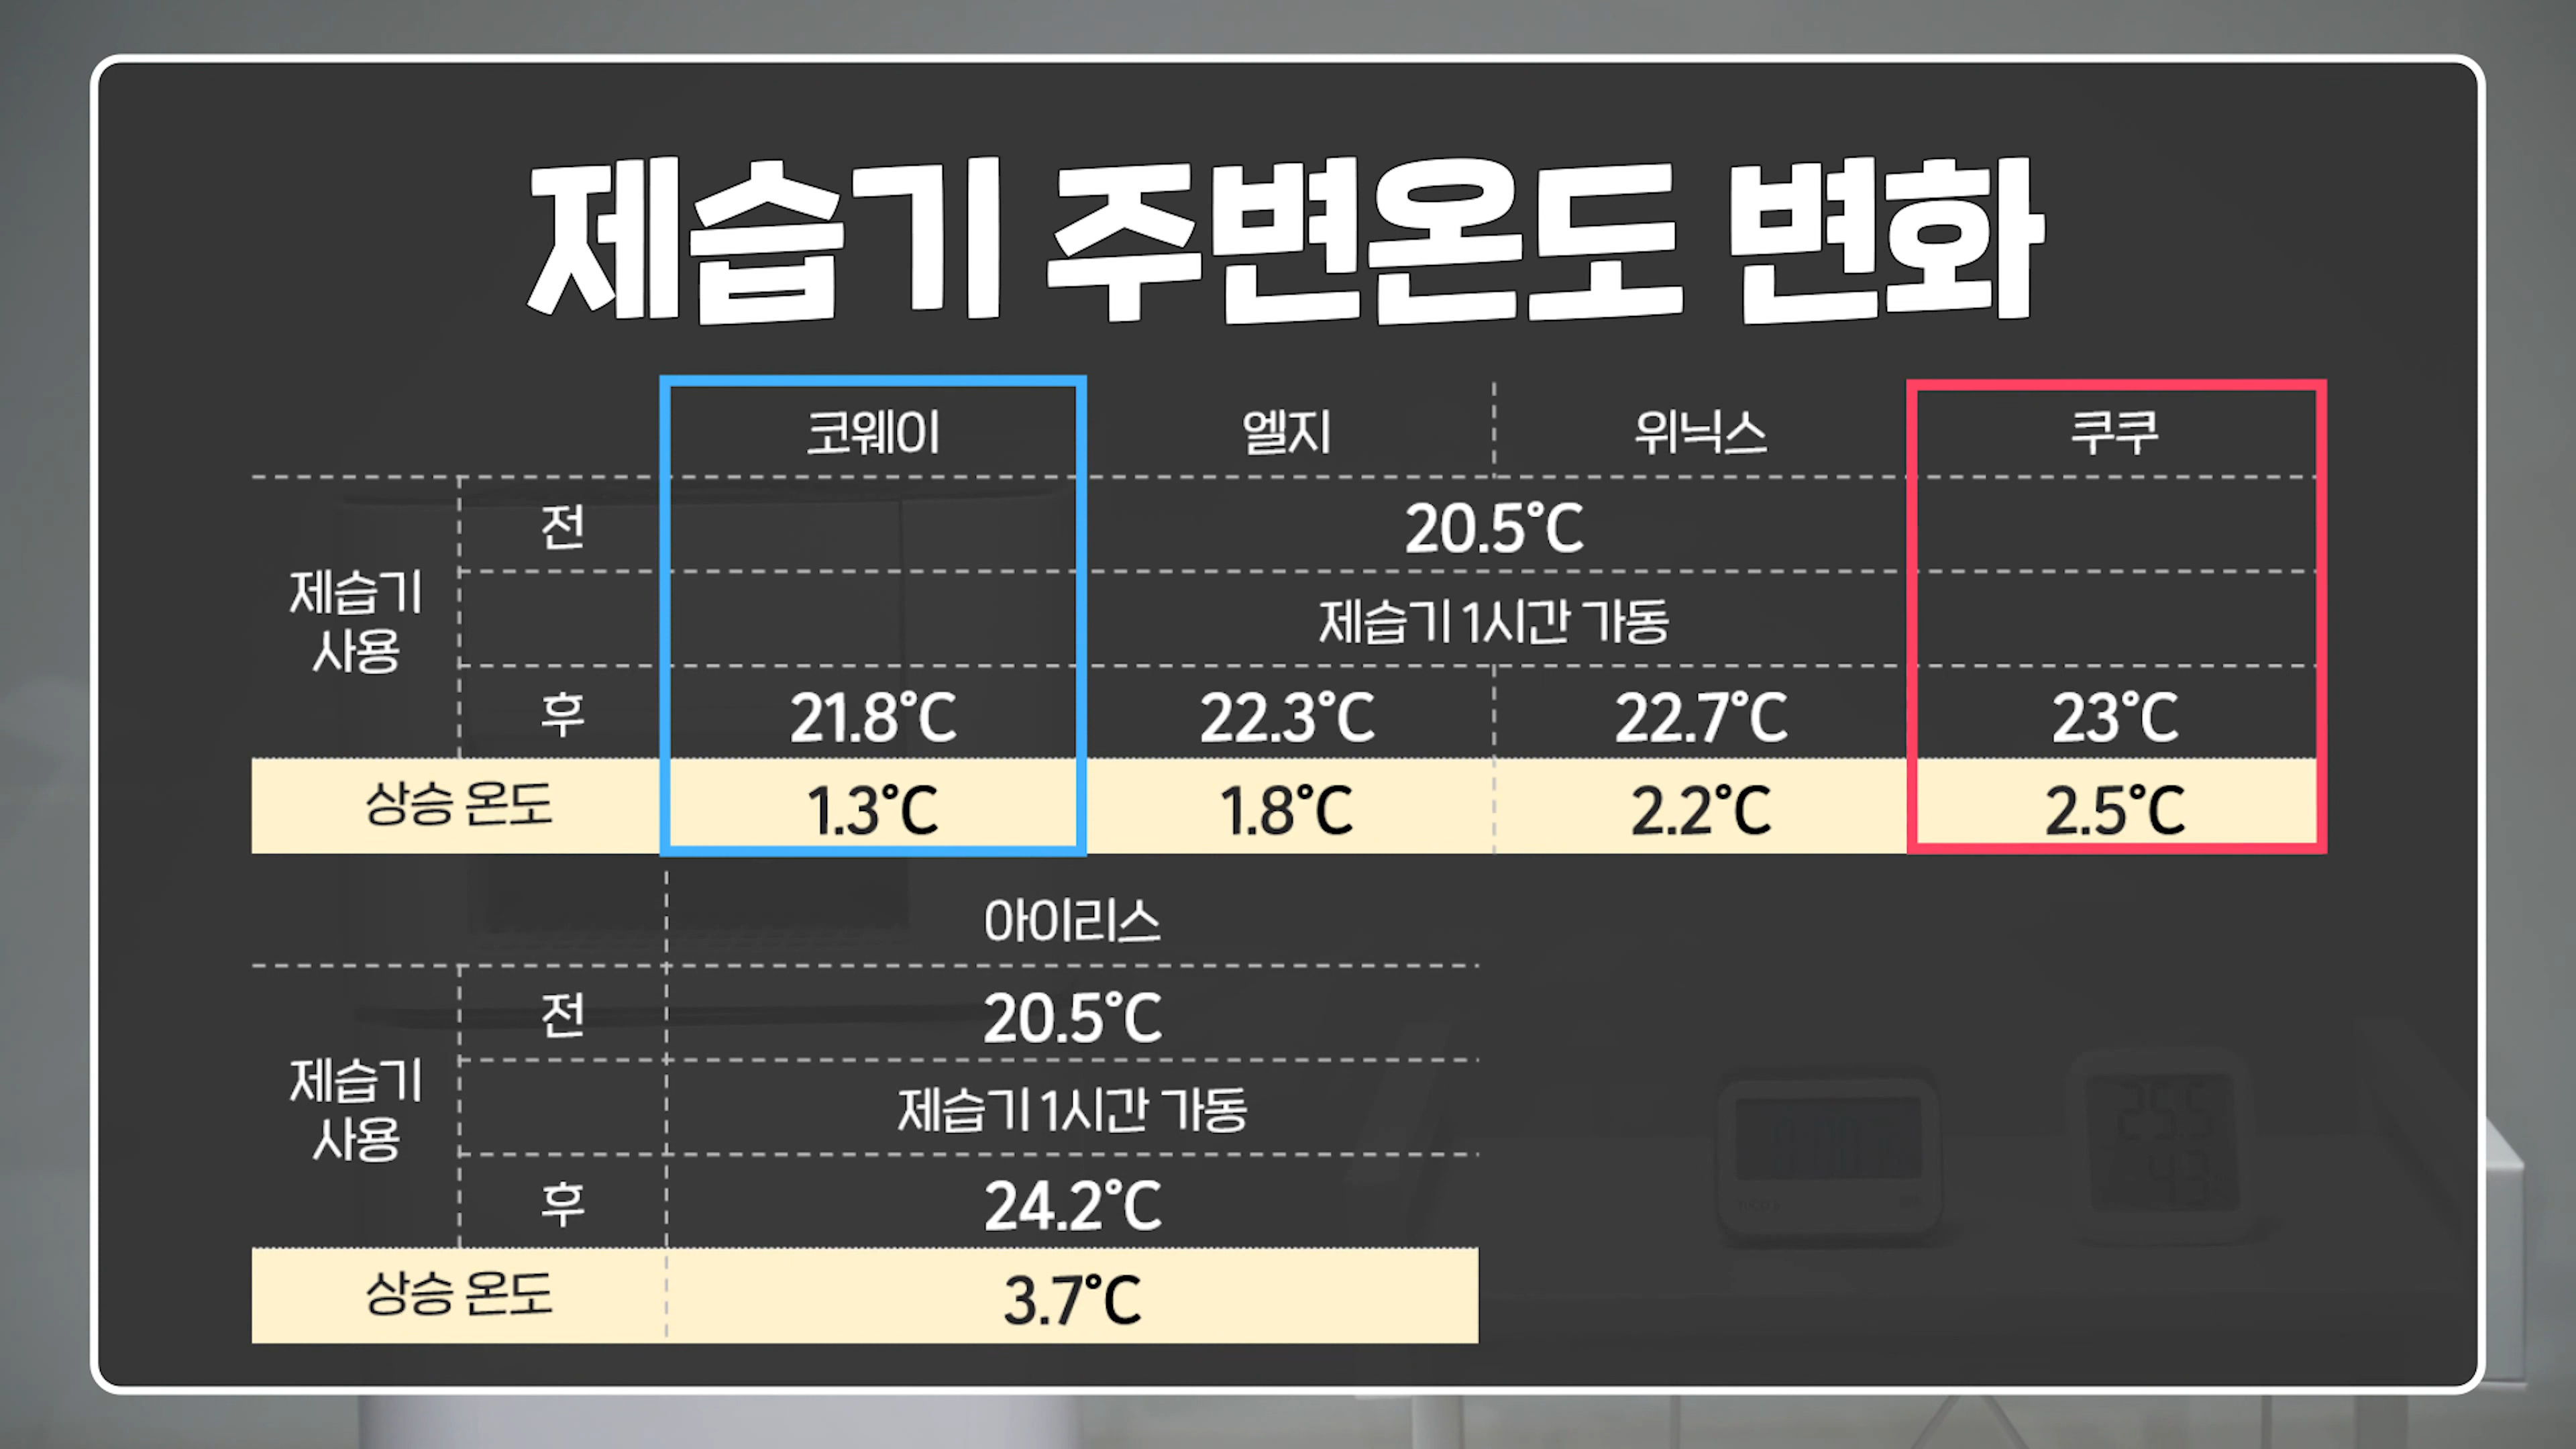 제습기 주변온도 변화
코웨이 엘지 위닉스 쿠쿠
제습기 사용 전 20.5°C
제습기 1시간 가동
후 21.8°C 22.3°C 22.7°C 23°C
상승 온도 1.3°C 1.8°C 2.2°C 2.5°C
아이리스
제습기 사용 전 20.5°C
제습기 1시간 가동
후 24.2°C
상승 온도 3.7°C